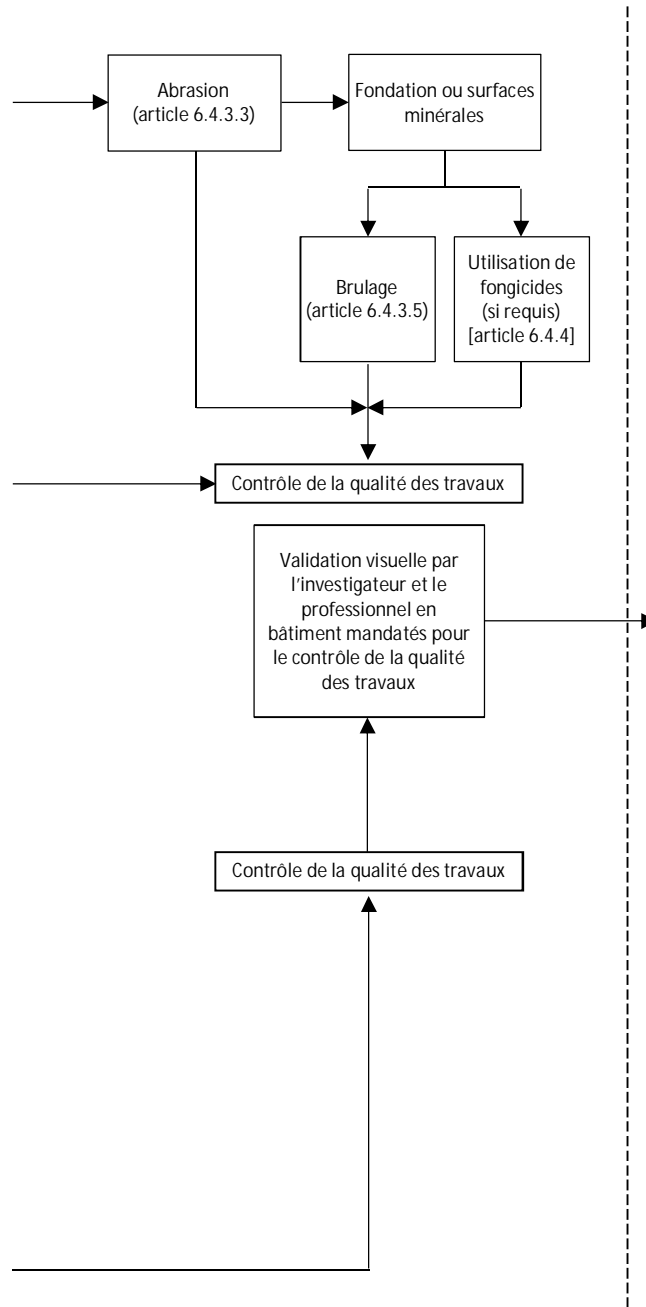 Abrasion
(article 6.4.3.3)
Fondation ou surfaces
minérales
Brulage
(article 6.4.3.5)
Utilisation de
fongicides
(si requis)
[article 6.4.4]
Contrôle de la qualité des travaux
Validation visuelle par
l'investigateur et le
professionnel en
bâtiment mandatés pour
le contrôle de la qualité
des travaux
Contrôle de la qualité des travaux